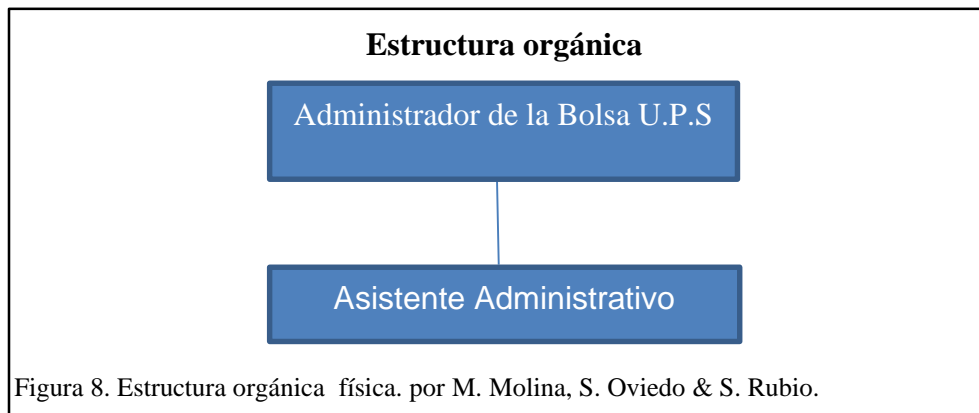 Estructura orgánica
Administrador de la Bolsa U.P.S
Asistente Administrativo
Figura 8. Estructura orgánica física. por M. Molina, S. Oviedo & S. Rubio.